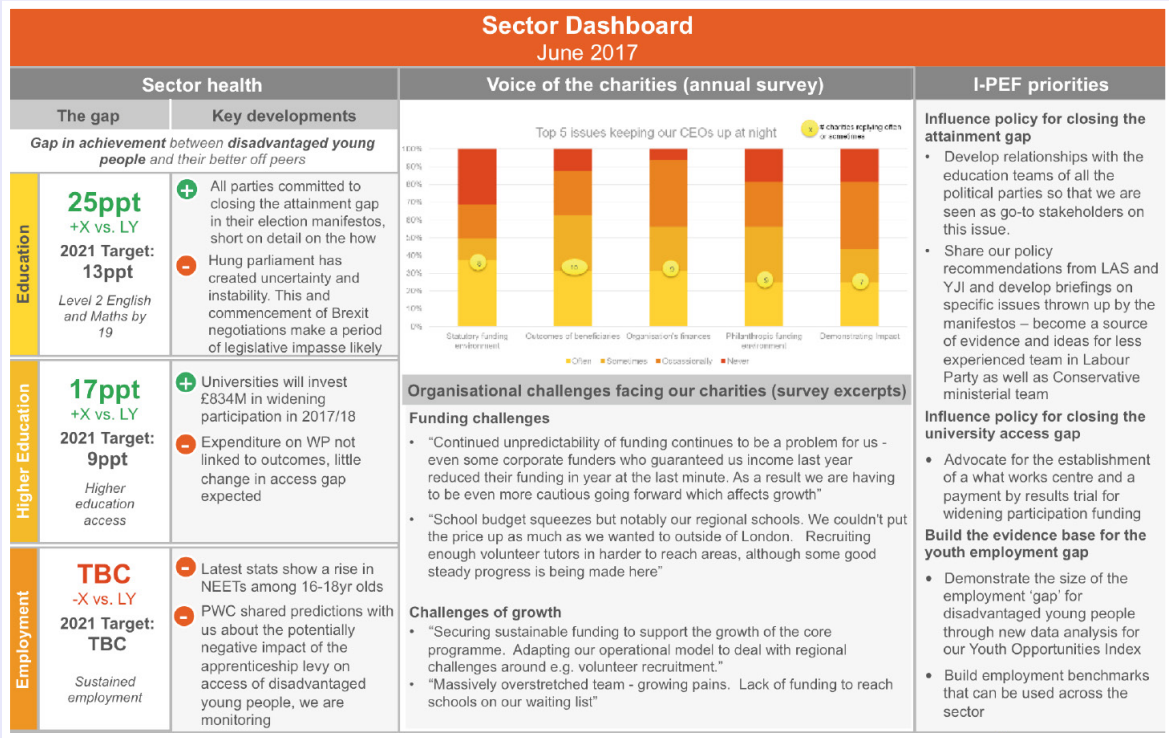 Sector Dashboard
June 2017
Sector health
The gap
Key developments
Gap in achievement between disadvantaged young
people and their better off peers
Education
25ppt
+X vs. LY
2021 Target:
13ppt
Level 2 English
and Maths by
19
+
All parties committed to
closing the attainment gap
in their election manifestos,
short on detail on the how
-
Hung parliament has
created uncertainty and
instability. This and
commencement of Brexit
negotiations make a period
of legislative impasse likely
Higher Education
17ppt
+X vs. LY
2021 Target:
9ppt
Higher
education
access
+
Universities will invest
£834M in widening
participation in 2017/18
-
Expenditure on WP not
linked to outcomes, little
change in access gap
expected
Employment
TBC
-X vs. LY
2021 Target:
TBC
Sustained
employment
-
Latest stats show a rise in
NEETs among 16-18yr olds
-
PWC shared predictions with
us about the potentially
negative impact of the
apprenticeship levy on
access of disadvantaged
young people, we are
monitoring
Voice of the charities (annual survey)
Top 5 issues keeping our CEOs up at night
# charities replying often
or sometimes
100%
90%
80%
70%
60%
50%
40%
30%
20%
10%
0%
10
7
Statutory funding
environment
Outcomes of beneficiaries
Organisation's finances
Philanthropic funding
environment
Demonstrating Impact
Often
Sometimes
Occassionally
Never
Organisational challenges facing our charities (survey excerpts)
Funding challenges
• "Continued unpredictability of funding continues to be a problem for us -
even some corporate funders who guaranteed us income last year
reduced their funding in year at the last minute. As a result we are having
to be even more cautious going forward which affects growth"
• "School budget squeezes but notably our regional schools. We couldn't put
the price up as much as we wanted to outside of London. Recruiting
enough volunteer tutors in harder to reach areas, although some good
steady progress is being made here"
Challenges of growth
• "Securing sustainable funding to support the growth of the core
programme. Adapting our operational model to deal with regional
challenges around e.g. volunteer recruitment."
• "Massively overstretched team - growing pains. Lack of funding to reach
schools on our waiting list"
I-PEF priorities
Influence policy for closing the
attainment gap
• Develop relationships with the
education teams of all the
political parties so that we are
seen as go-to stakeholders on
this issue.
• Share our policy
recommendations from LAS and
YJI and develop briefings on
specific issues thrown up by the
manifestos – become a source
of evidence and ideas for less
experienced team in Labour
Party as well as Conservative
ministerial team
Influence policy for closing the
university access gap
• Advocate for the establishment
of a what works centre and a
payment by results trial for
widening participation funding
Build the evidence base for the
youth employment gap
• Demonstrate the size of the
employment 'gap' for
disadvantaged young people
through new data analysis for
our Youth Opportunities Index
• Build employment benchmarks
that can be used across the
sector